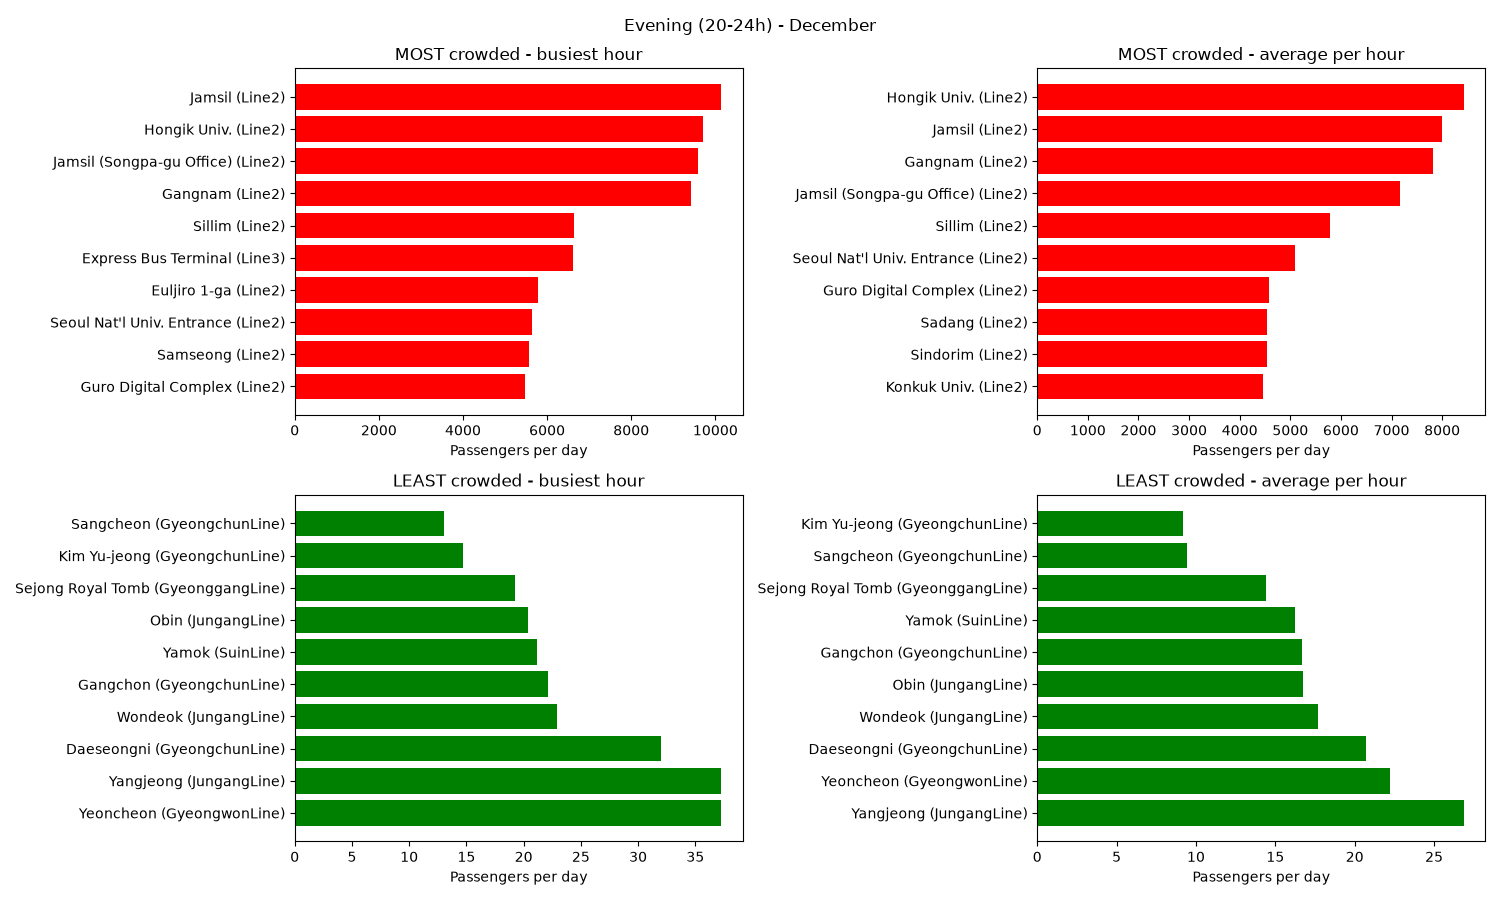 Evening (20-24h) - December
MOST crowded - busiest hour
Jamsil (Line2)
Hongik Univ. (Line2)
Jamsil (Songpa-gu Office) (Line2)
Gangnam (Line2)
Sillim (Line2)
Express Bus Terminal (Line3)
Euljiro 1-ga (Line2)
Seoul Nat'l Univ. Entrance (Line2)
Samseong (Line2)
Guro Digital Complex (Line2)
0 2000 4000 6000 8000 10000
Passengers per day
MOST crowded - average per hour
Hongik Univ. (Line2)
Jamsil (Line2)
Gangnam (Line2)
Jamsil (Songpa-gu Office) (Line2)
Sillim (Line2)
Seoul Nat'l Univ. Entrance (Line2)
Guro Digital Complex (Line2)
Sadang (Line2)
Sindorim (Line2)
Konkuk Univ. (Line2)
0 1000 2000 3000 4000 5000 6000 7000 8000
Passengers per day
LEAST crowded - busiest hour
Sangcheon (GyeongchunLine)
Kim Yu-jeong (GyeongchunLine)
Sejong Royal Tomb (GyeonggangLine)
Obin (JungangLine)
Yamok (SuinLine)
Gangchon (GyeongchunLine)
Wondeok (JungangLine)
Daeseongni (GyeongchunLine)
Yangjeong (JungangLine)
Yeoncheon (GyeongwonLine)
0 5 10 15 20 25 30 35
Passengers per day
LEAST crowded - average per hour
Kim Yu-jeong (GyeongchunLine)
Sangcheon (GyeongchunLine)
Sejong Royal Tomb (GyeonggangLine)
Yamok (SuinLine)
Gangchon (GyeongchunLine)
Obin (JungangLine)
Wondeok (JungangLine)
Daeseongni (GyeongchunLine)
Yeoncheon (GyeongwonLine)
Yangjeong (JungangLine)
0 5 10 15 20 25
Passengers per day